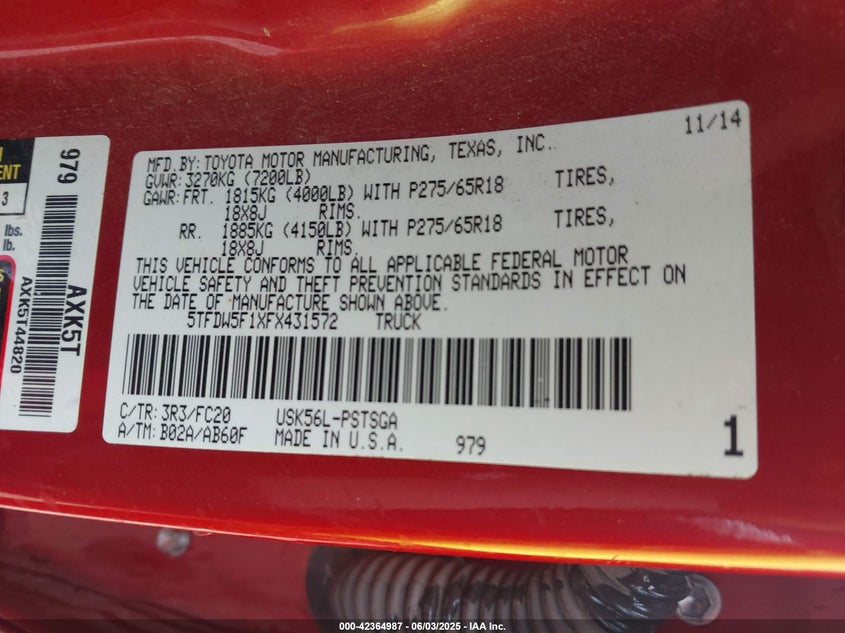 11/14
MFD.BY:TOYOTA MOTOR MANUFACTURING, TEXAS, INC.
GVWR:3270KG (7200LB)
GAWR:FRT. 1815KG (4000LB) WITH P275/65R18 TIRES,
18X8J RIMS.
RR. 1885KG (4150LB) WITH P275/65R18 TIRES,
18X8J RIMS.
THIS VEHICLE CONFORMS TO ALL APPLICABLE FEDERAL MOTOR
VEHICLE SAFETY AND THEFT PREVENTION STANDARDS IN EFFECT ON
THE DATE OF MANUFACTURE SHOWN ABOVE.
5TFDW5F1XFX431572 TRUCK
C/TR:3R3/FC20 USK56L-PSTSGA
A/TM:B02A/AB60F MADE IN U.S.A. 979
1
979
AXK5T
AXK5T44820
3
lbs.
lb.
000-42364987 - 06/03/2025 - IAA Inc.